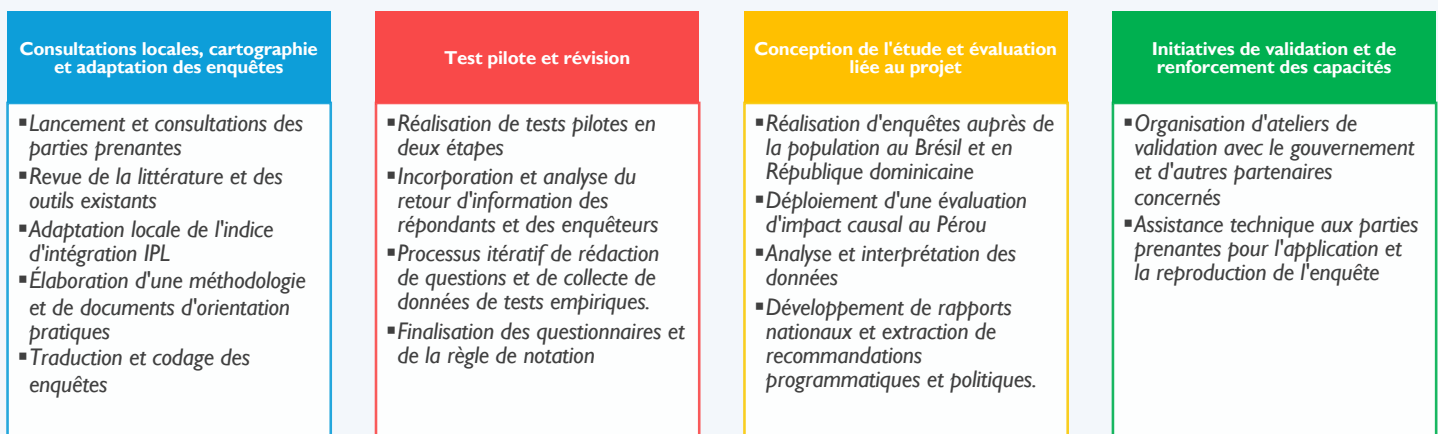 Consultations locales, cartographie
et adaptation des enquêtes
▪Lancement et consultations des
parties prenantes
▪Revue de la littérature et des
outils existants
▪Adaptation locale de l'indice
d'intégration IPL
▪Élaboration d'une méthodologie
et de documents d'orientation
pratiques
▪Traduction et codage des
enquêtes
Test pilote et révision
▪Réalisation de tests pilotes en
deux étapes
▪Incorporation et analyse du
retour d'information des
répondants et des enquêteurs
▪Processus itératif de rédaction
de questions et de collecte de
données de tests empiriques.
▪Finalisation des questionnaires et
de la règle de notation
Conception de l'étude et évaluation
liée au projet
▪Réalisation d'enquêtes auprès de
la population au Brésil et en
République dominicaine
▪Déploiement d'une évaluation
d'impact causal au Pérou
▪Analyse et interprétation des
données
▪Développement de rapports
nationaux et extraction de
recommandations
programmatiques et politiques.
Initiatives de validation et de
renforcement des capacités
▪Organisation d'ateliers de
validation avec le gouvernement
et d'autres partenaires
concernés
▪Assistance technique aux parties
prenantes pour l'application et
la reproduction de l'enquête